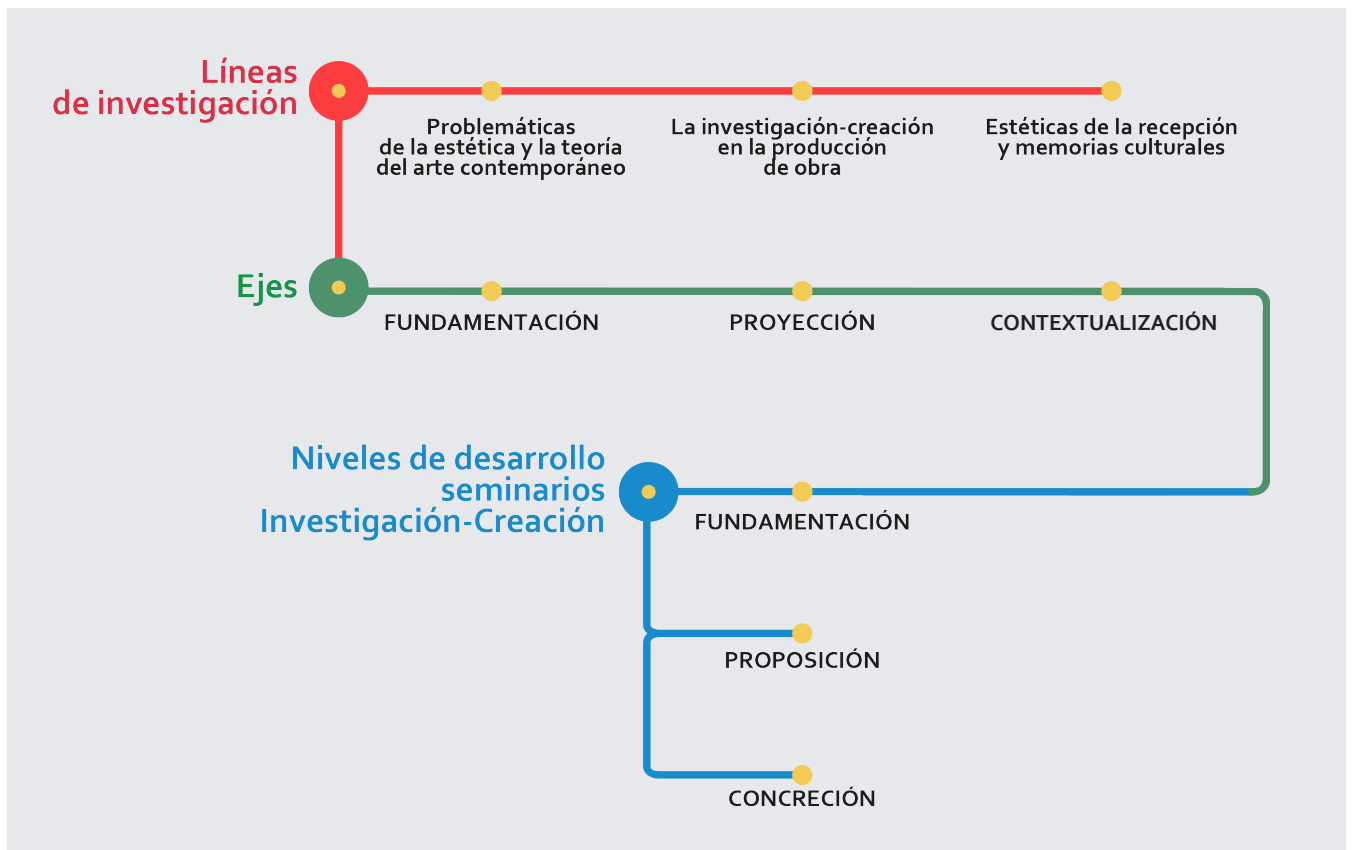 Líneas
de investigación
Problemáticas
de la estética y la teoría
del arte contemporáneo
La investigación-creación
en la producción
de obra
Estéticas de la recepción
y memorias culturales
Ejes
FUNDAMENTACIÓN
PROYECCIÓN
CONTEXTUALIZACIÓN
Niveles de desarrollo
seminarios
Investigación-Creación
FUNDAMENTACIÓN
PROPOSICIÓN
CONCRECIÓN